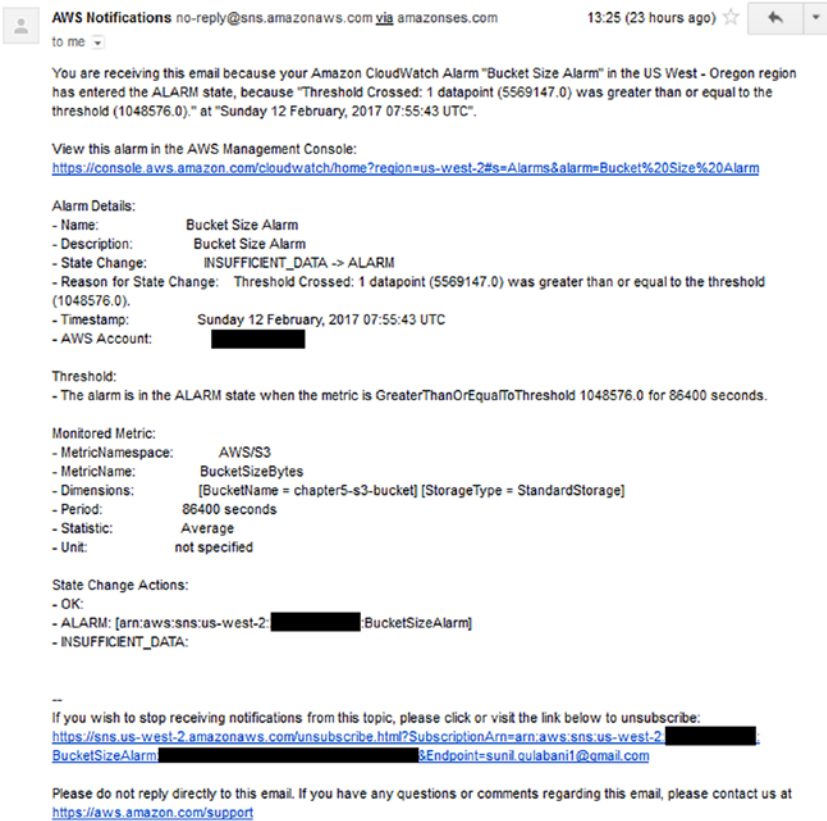 AWS Notifications no-reply@sns.amazonaws.com via amazonses.com 13:25 (23 hours ago)
to me
You are receiving this email because your Amazon CloudWatch Alarm "Bucket Size Alarm" in the US West - Oregon region
has entered the ALARM state, because "Threshold Crossed: 1 datapoint (5569147.0) was greater than or equal to the
threshold (1048576.0)." at "Sunday 12 February, 2017 07:55:43 UTC".
View this alarm in the AWS Management Console:
https://console.aws.amazon.com/cloudwatch/home?region=us-west-2#s=Alarms&alarm=Bucket%20Size%20Alarm
Alarm Details:
- Name: Bucket Size Alarm
- Description: Bucket Size Alarm
- State Change: INSUFFICIENT_DATA -> ALARM
- Reason for State Change: Threshold Crossed: 1 datapoint (5569147.0) was greater than or equal to the threshold
(1048576.0).
- Timestamp: Sunday 12 February, 2017 07:55:43 UTC
- AWS Account:
Threshold:
- The alarm is in the ALARM state when the metric is GreaterThanOrEqualToThreshold 1048576.0 for 86400 seconds.
Monitored Metric:
- MetricNamespace: AWS/S3
- MetricName: BucketSizeBytes
- Dimensions: [BucketName = chapter5-s3-bucket] [StorageType = StandardStorage]
- Period: 86400 seconds
- Statistic: Average
- Unit: not specified
State Change Actions:
- OK:
- ALARM: [arn:aws:sns:us-west-2: :BucketSizeAlarm]
- INSUFFICIENT_DATA:
--
If you wish to stop receiving notifications from this topic, please click or visit the link below to unsubscribe:
https://sns.us-west-2.amazonaws.com/unsubscribe.html?SubscriptionArn=arn:aws:sns:us-west-2: :
BucketSizeAlarm: &Endpoint=sunil.gulabani1@gmail.com
Please do not reply directly to this email. If you have any questions or comments regarding this email, please contact us at
https://aws.amazon.com/support